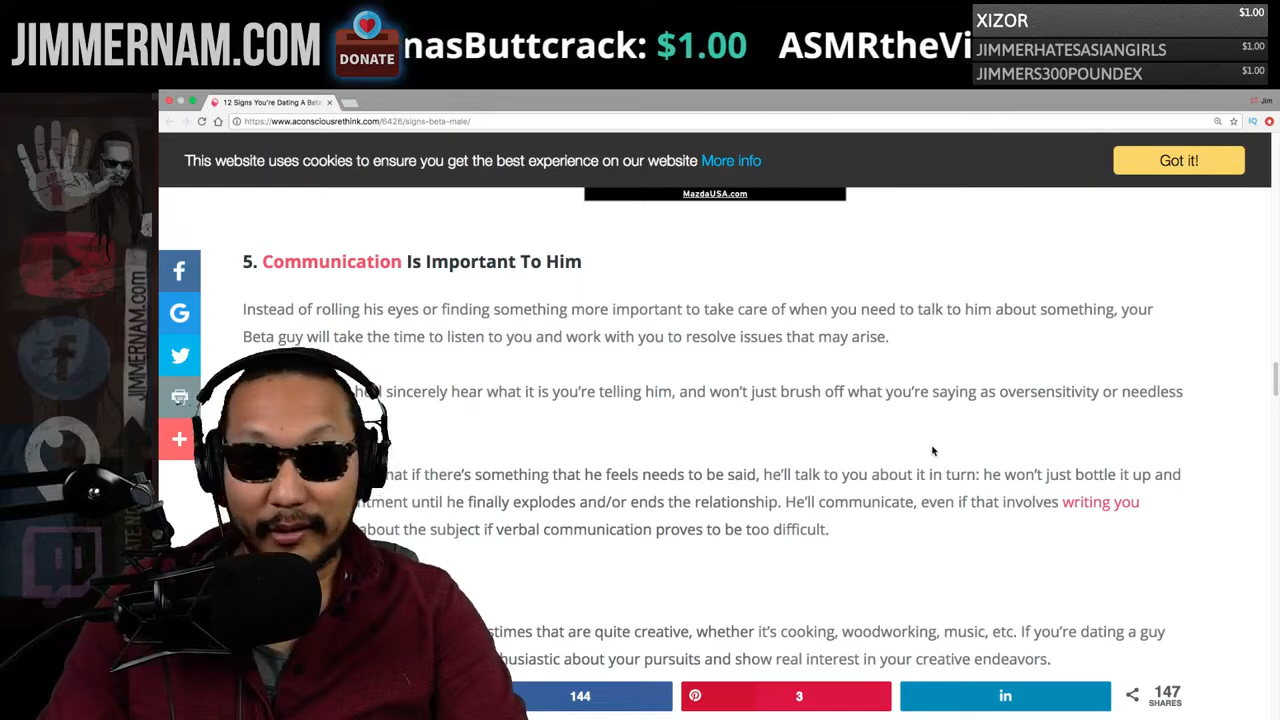 JIMMERNAM.COM
DONATE
nasButtcrack: $1.00 ASMRtheVi
XIZOR $1.00
JIMMERHATESASIANGIRLS $1.00
JIMMERS300POUNDEX $1.00
12 Signs You're Dating A Beta
Jim
https://www.aconsciousrethink.com/6426/signs-beta-male/
This website uses cookies to ensure you get the best experience on our website More info
Got it!
MazdaUSA.com
5. Communication Is Important To Him
Instead of rolling his eyes or finding something more important to take care of when you need to talk to him about something, your
Beta guy will take the time to listen to you and work with you to resolve issues that may arise.
he'll sincerely hear what it is you're telling him, and won't just brush off what you're saying as oversensitivity or needless
hat if there's something that he feels needs to be said, he'll talk to you about it in turn: he won't just bottle it up and
ntment until he finally explodes and/or ends the relationship. He'll communicate, even if that involves writing you
about the subject if verbal communication proves to be too difficult.
stimes that are quite creative, whether it's cooking, woodworking, music, etc. If you're dating a guy
husiastic about your pursuits and show real interest in your creative endeavors.
144
3
in
147
SHARES
JIMMERNAM.COM